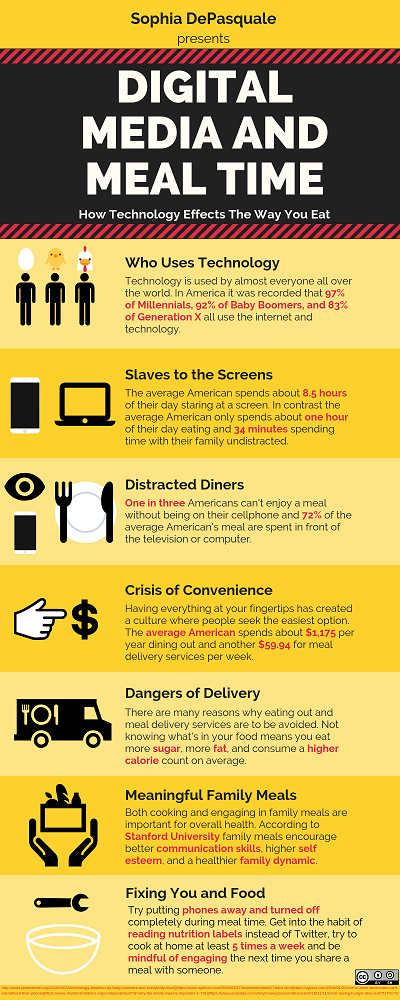 Sophia DePasquale
presents
DIGITAL
MEDIA AND
MEAL TIME
How Technology Effects The Way You Eat
Who Uses Technology
Technology is used by almost everyone all over
the world. In America it was recorded that 97%
of Millennials, 92% of Baby Boomers, and 83%
of Generation X all use the internet and
technology.
Slaves to the Screens
The average American spends about 8.5 hours
of their day staring at a screen. In contrast the
average American only spends about one hour
of their day eating and 34 minutes spending
time with their family undistracted.
Distracted Diners
One in three Americans can't enjoy a meal
without being on their cellphone and 72% of the
average American's meal are spent in front of
the television or computer.
Crisis of Convenience
Having everything at your fingertips has created
a culture where people seek the easiest option.
The average American spends about $1,175 per
year dining out and another $59.94 for meal
delivery services per week.
Dangers of Delivery
There are many reasons why eating out and
meal delivery services are to be avoided. Not
knowing what's in your food means you eat
more sugar, more fat, and consume a higher
calorie count on average.
Meaningful Family Meals
Both cooking and engaging in family meals are
important for overall health. According to
Stanford University family meals encourage
better communication skills, higher self
esteem, and a healthier family dynamic.
Fixing You and Food
Try putting phones away and turned off
completely during meal time. Get into the habit of
reading nutrition labels instead of Twitter, try to
cook at home at least 5 times a week and be
mindful of engaging the next time you share a
meal with someone.